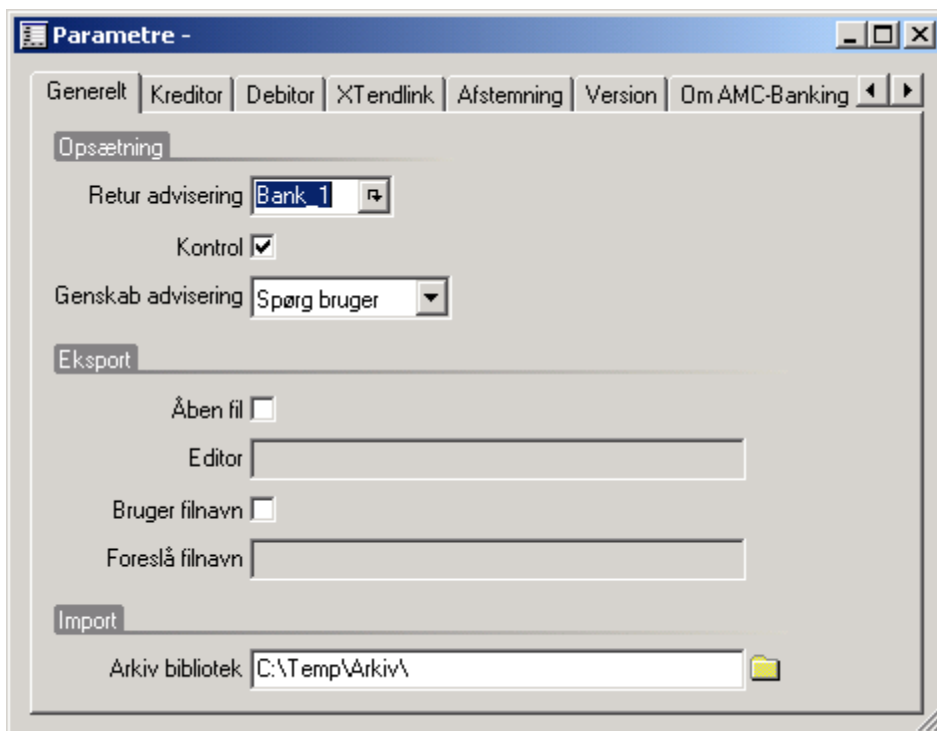 Parametre -
Generelt Kreditor Debitor XTendlink Afstemning Version Om AMC-Banking
Opsætning
Retur advisering Bank_1
Kontrol
Genskab advisering Spørg bruger
Eksport
Åben fil
Editor
Bruger filnavn
Foreslå filnavn
Import
Arkiv bibliotek C:\Temp\Arkiv\